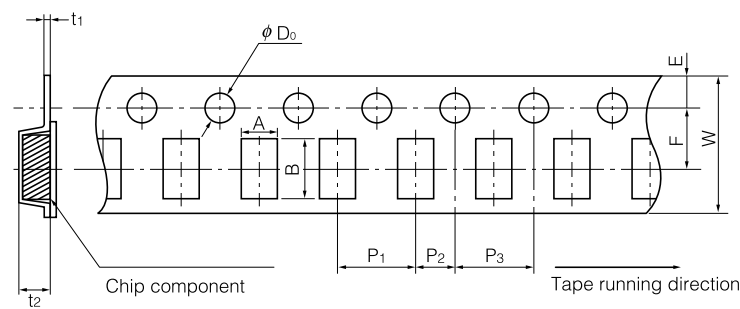 t1
ϕ D0
E
A
B
F
W
P1
P2
P3
t2
Chip component
Tape running direction